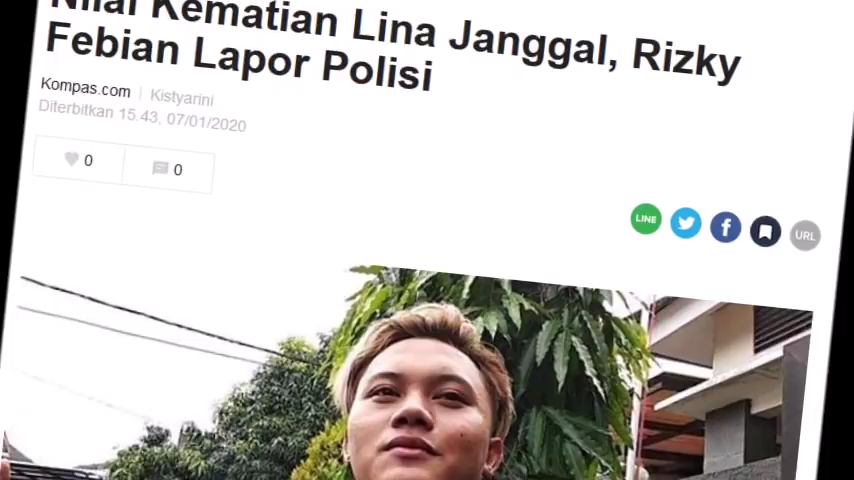 Nilai Kematian Lina Janggal, Rizky
Febian Lapor Polisi
Kompas.com | Kistyarini
Diterbitkan 15.43, 07/01/2020
0 0
LINE URL